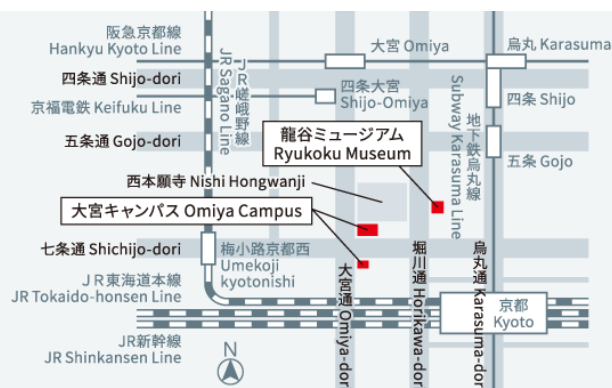 阪急京都線
Hankyu Kyoto Line
大宮 Omiya
烏丸 Karasuma
四条通 Shijo-dori
京福電鉄 Keifuku Line
JR嵯峨野線
JR Sagano Line
四条大宮
Shijo-Omiya
四条 Shijo
地下鉄烏丸線
Subway Karasuma Line
五条通 Gojo-dori
龍谷ミュージアム
Ryukoku Museum
五条 Gojo
西本願寺 Nishi Hongwanji
大宮キャンパス Omiya Campus
七条通 Shichijo-dori
梅小路京都西
Umekoji
kyotonishi
大宮通 Omiya-dori
堀川通 Horikawa-dori
烏丸通 Karasuma-dori
JR東海道本線
JR Tokaido-honsen Line
京都
Kyoto
JR新幹線
JR Shinkansen Line
N